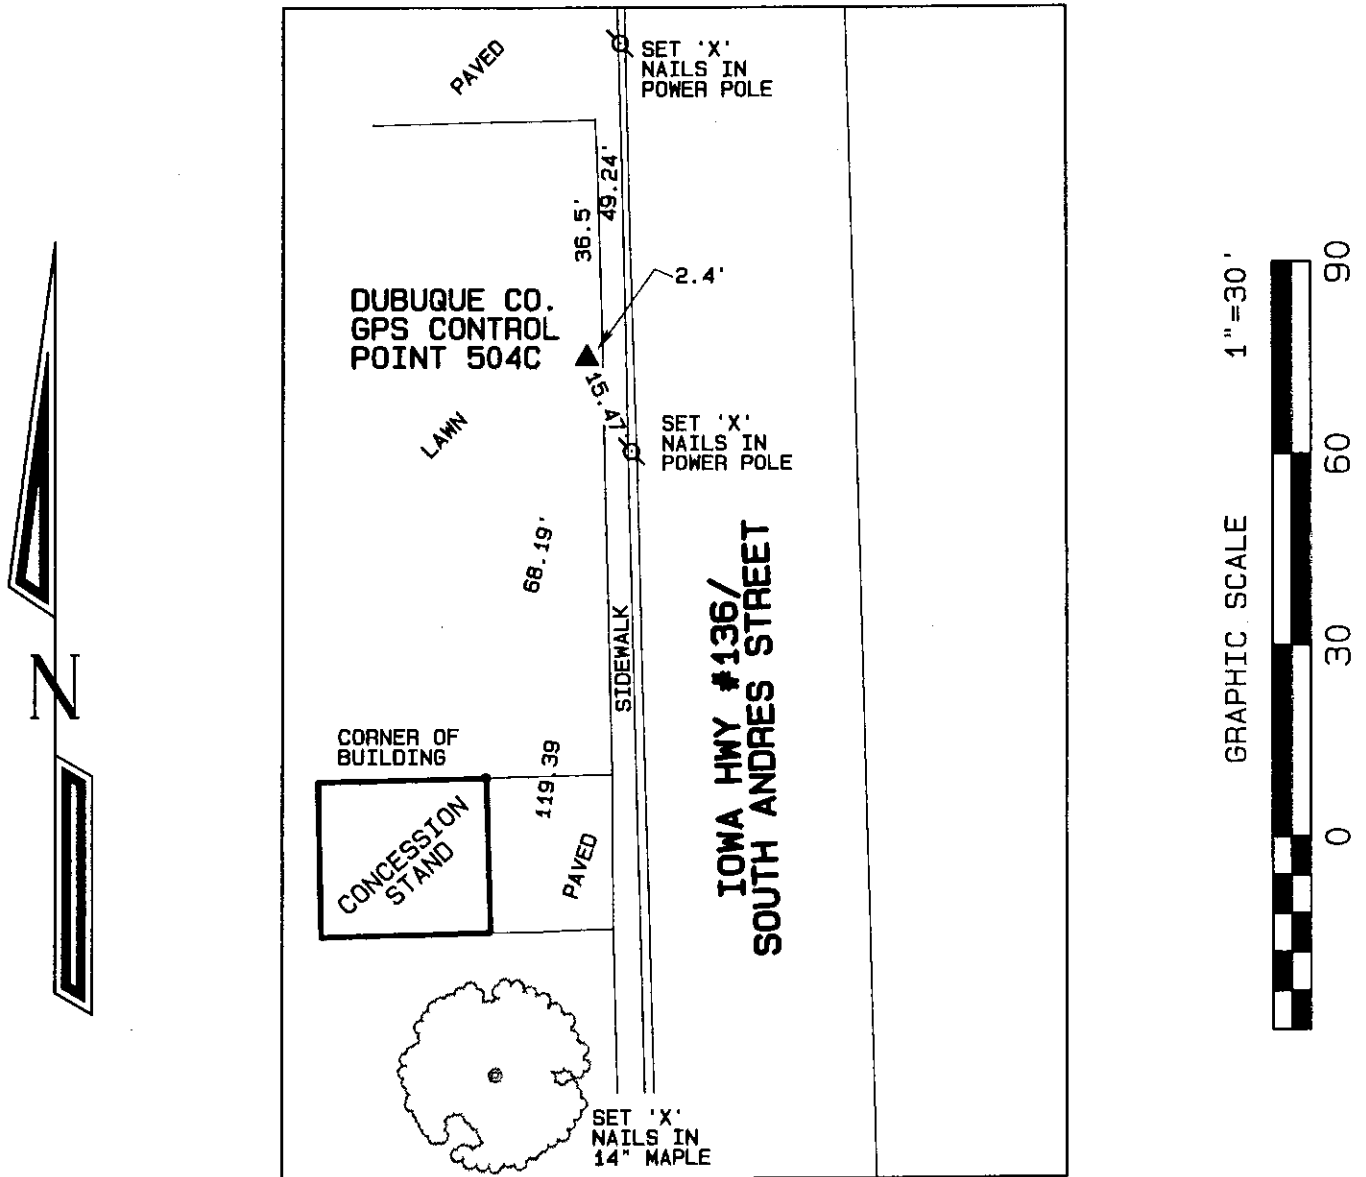 PAVED
SET 'X'
NAILS IN
POWER POLE
49.24'
36.5'
2.4'
DUBUQUE CO.
GPS CONTROL
POINT 504C
15.47
LAWN
SET 'X'
NAILS IN
POWER POLE
68.19'
SIDEWALK
IOWA HWY #136/
SOUTH ANDRES STREET
CORNER OF
BUILDING
119.39
CONCESSION
STAND
PAVED
SET 'X'
NAILS IN
14" MAPLE
N
1"=30'
GRAPHIC SCALE
90
60
30
0